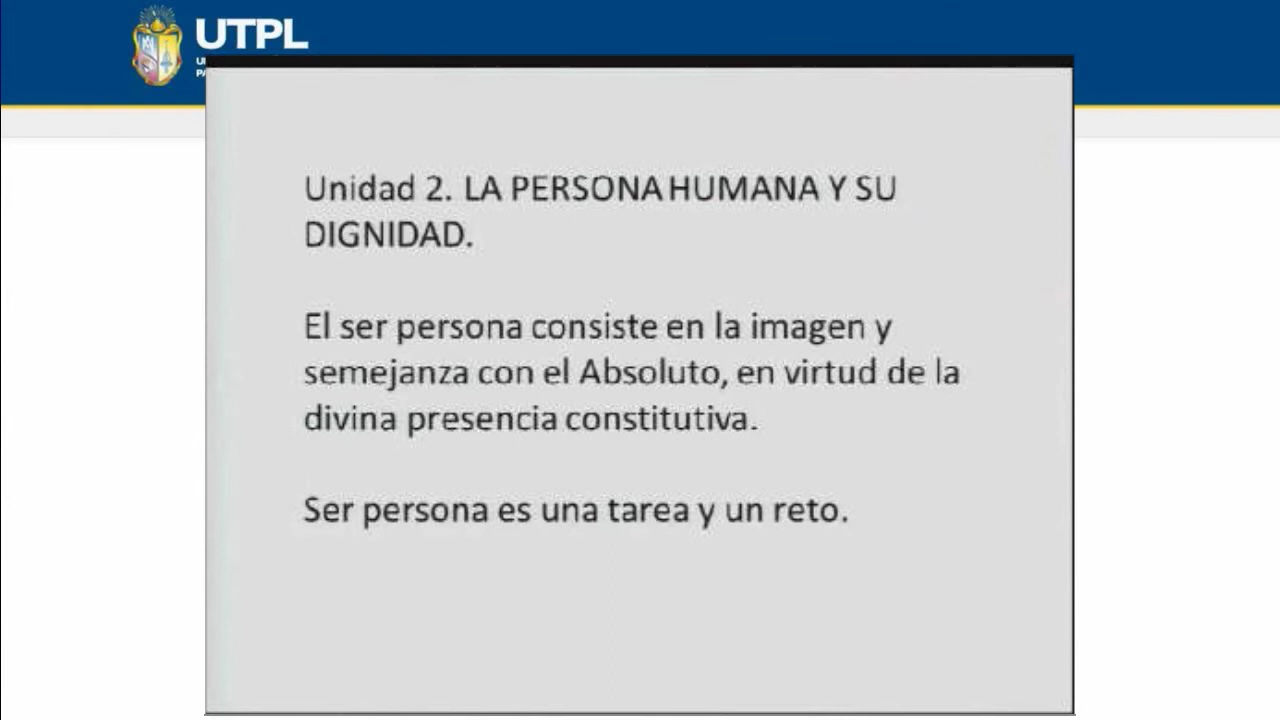 UTPL
Unidad 2. LA PERSONA HUMANA Y SU
DIGNIDAD.
El ser persona consiste en la imagen y
semejanza con el Absoluto, en virtud de la
divina presencia constitutiva.
Ser persona es una tarea y un reto.